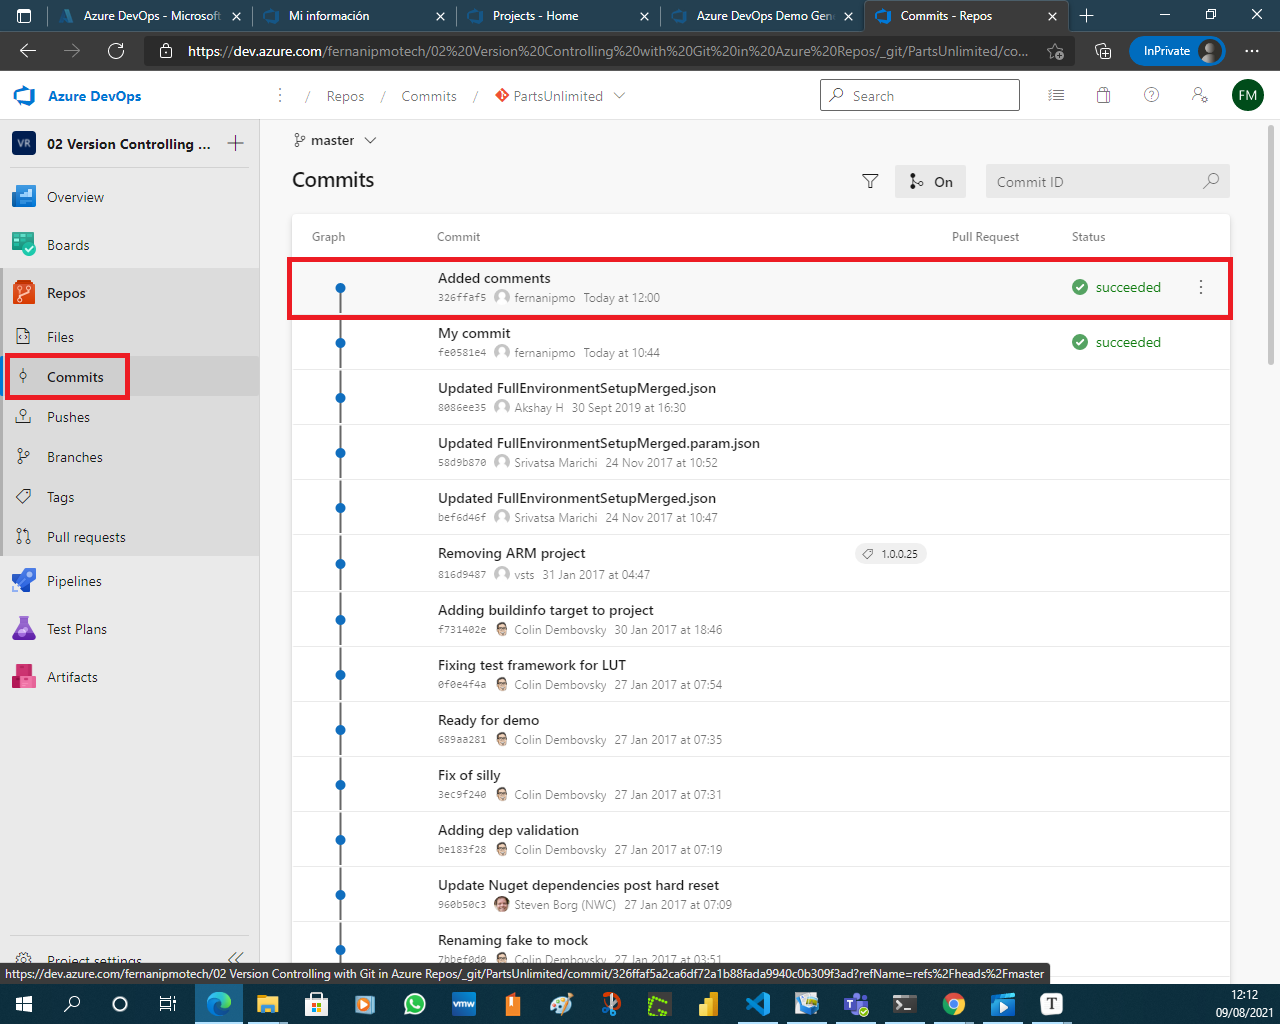 Azure DevOps - Microsoft
Mi información
Projects - Home
Azure DevOps Demo Gene
Commits - Repos
https://dev.azure.com/fernanipmotech/02%20Version%20Controlling%20with%20Git%20in%20Azure%20Repos/_git/PartsUnlimited/co...
InPrivate
Azure DevOps
/ Repos / Commits / PartsUnlimited
Search
FM
VR
02 Version Controlling ...
Overview
Boards
Repos
Files
Commits
Pushes
Branches
Tags
Pull requests
Pipelines
Test Plans
Artifacts
Project settings
master
Commits
On
Commit ID
Graph Commit Pull Request Status
Added comments
326ffaf5 fernanipmo Today at 12:00
succeeded
My commit
fe0581e4 fernanipmo Today at 10:44
succeeded
Updated FullEnvironmentSetupMerged.json
8086ee35 Akshay H 30 Sept 2019 at 16:30
Updated FullEnvironmentSetupMerged.param.json
58d9b870 Srivatsa Marichi 24 Nov 2017 at 10:52
Updated FullEnvironmentSetupMerged.json
bef6d46f Srivatsa Marichi 24 Nov 2017 at 10:47
Removing ARM project
1.0.0.25
816d9487 vsts 31 Jan 2017 at 04:47
Adding buildinfo target to project
f731402e Colin Dembovsky 30 Jan 2017 at 18:46
Fixing test framework for LUT
0f0e4f4a Colin Dembovsky 27 Jan 2017 at 07:54
Ready for demo
689aa281 Colin Dembovsky 27 Jan 2017 at 07:35
Fix of silly
3ec9f240 Colin Dembovsky 27 Jan 2017 at 07:31
Adding dep validation
be183f28 Colin Dembovsky 27 Jan 2017 at 07:19
Update Nuget dependencies post hard reset
960b50c3 Steven Borg (NWC) 27 Jan 2017 at 07:09
Renaming fake to mock
7bbef0d0 Colin Dembovsky 27 Jan 2017 at 03:51
https://dev.azure.com/fernanipmotech/02 Version Controlling with Git in Azure Repos/_git/PartsUnlimited/commit/326ffaf5a2ca6df72a1b88fada9940c0b309f3ad?refName=refs%2Fheads%2Fmaster
vmw
T
12:12
09/08/2021